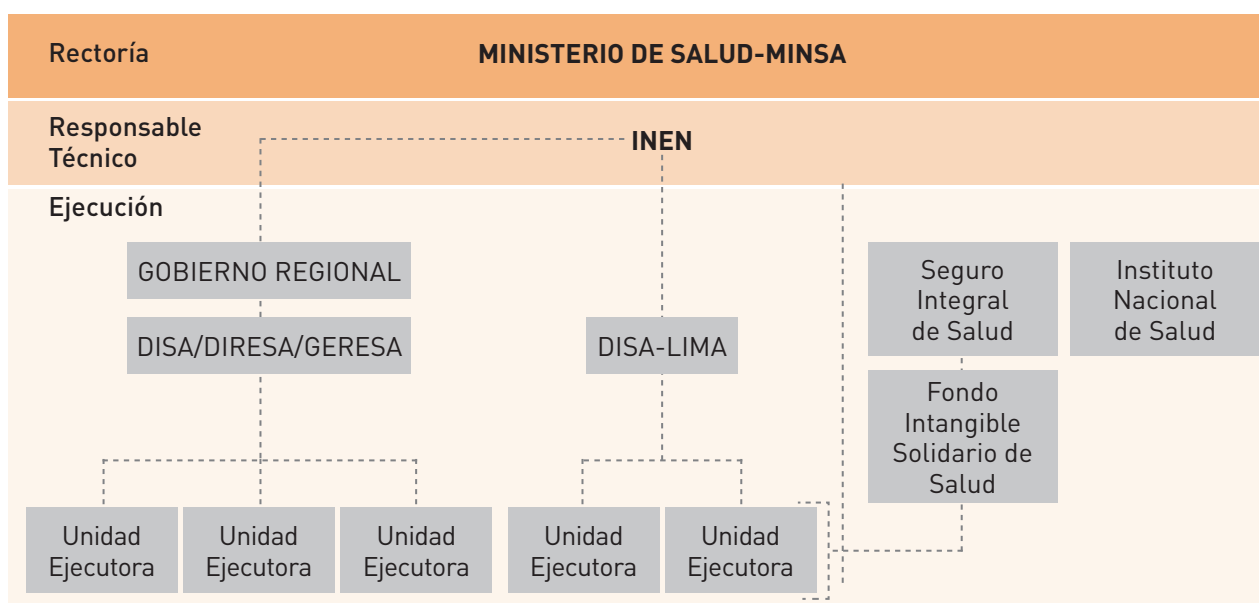 Rectoría
MINISTERIO DE SALUD-MINSA
Responsable
Técnico
INEN
Ejecución
GOBIERNO REGIONAL
DISA/DIRESA/GERESA
DISA-LIMA
Seguro
Integral
de Salud
Instituto
Nacional
de Salud
Fondo
Intangible
Solidario de
Salud
Unidad
Ejecutora
Unidad
Ejecutora
Unidad
Ejecutora
Unidad
Ejecutora
Unidad
Ejecutora